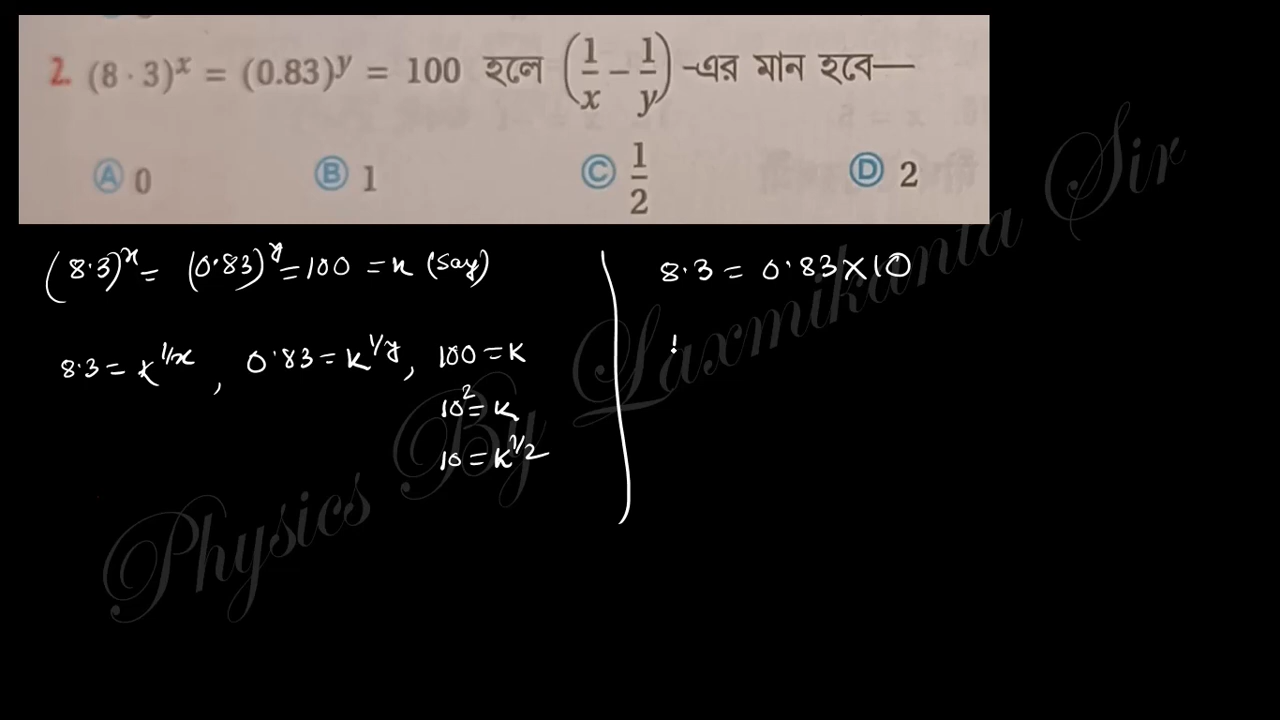 2. (8 · 3)^x = (0.83)^y = 100 হলে (1/x − 1/y) -এর মান হবে—
A 0 B 1 C 1/2 D 2
(8.3)^x = (0.83)^y = 100 = k (say)
8.3 = k^1/x , 0.83 = k^1/y , 100 = k
10^2 = k
10 = k^1/2
8.3 = 0.83 × 10
Physics By Laxmikanta Sir